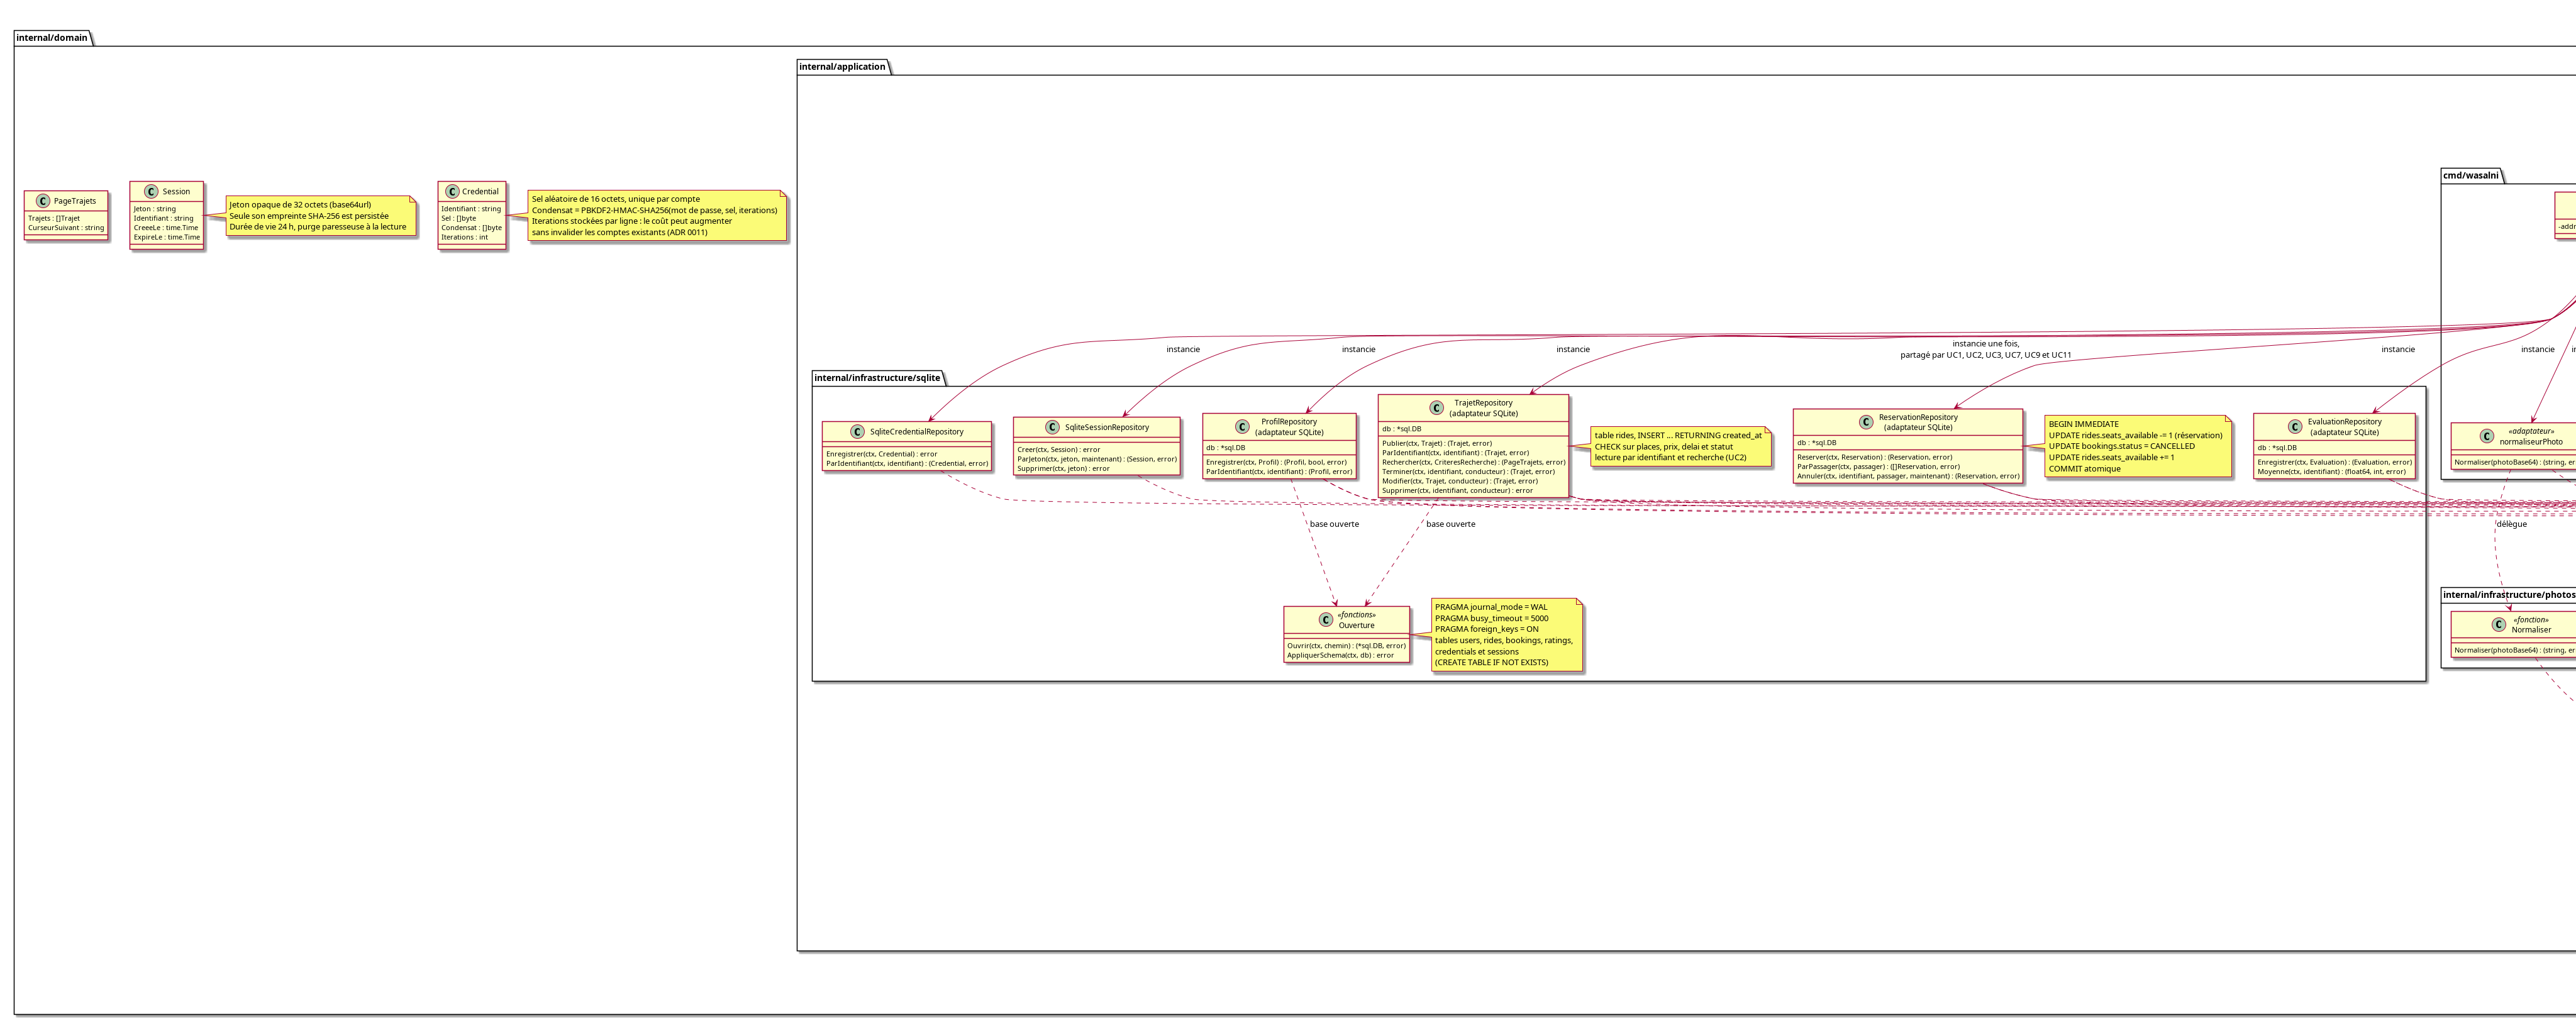 internal/domain
internal/application
cmd/wasalni
PageTrajets
Trajets : []Trajet
CurseurSuivant : string
Session
Jeton : string
Identifiant : string
CreeeLe : time.Time
ExpireLe : time.Time
Jeton opaque de 32 octets (base64url)
Seule son empreinte SHA-256 est persistée
Durée de vie 24 h, purge paresseuse à la lecture
Credential
Identifiant : string
Sel : []byte
Condensat : []byte
Iterations : int
Sel aléatoire de 16 octets, unique par compte
Condensat = PBKDF2-HMAC-SHA256(mot de passe, sel, iterations)
Iterations stockées par ligne : le coût peut augmenter
sans invalider les comptes existants (ADR 0011)
-addr
instancie
instancie
instancie
instancie une fois,
partagé par UC1, UC2, UC3, UC7, UC9 et UC11
instancie
instancie
internal/infrastructure/sqlite
SqliteCredentialRepository
Enregistrer(ctx, Credential) : error
ParIdentifiant(ctx, identifiant) : (Credential, error)
SqliteSessionRepository
Creer(ctx, Session) : error
ParJeton(ctx, jeton, maintenant) : (Session, error)
Supprimer(ctx, jeton) : error
ProfilRepository
(adaptateur SQLite)
db : *sql.DB
Enregistrer(ctx, Profil) : (Profil, bool, error)
ParIdentifiant(ctx, identifiant) : (Profil, error)
TrajetRepository
(adaptateur SQLite)
db : *sql.DB
Publier(ctx, Trajet) : (Trajet, error)
ParIdentifiant(ctx, identifiant) : (Trajet, error)
Rechercher(ctx, CriteresRecherche) : (PageTrajets, error)
Terminer(ctx, identifiant, conducteur) : (Trajet, error)
Modifier(ctx, Trajet, conducteur) : (Trajet, error)
Supprimer(ctx, identifiant, conducteur) : error
table rides, INSERT ... RETURNING created_at
CHECK sur places, prix, delai et statut
lecture par identifiant et recherche (UC2)
ReservationRepository
(adaptateur SQLite)
db : *sql.DB
Reserver(ctx, Reservation) : (Reservation, error)
ParPassager(ctx, passager) : ([]Reservation, error)
Annuler(ctx, identifiant, passager, maintenant) : (Reservation, error)
BEGIN IMMEDIATE
UPDATE rides.seats_available -= 1 (réservation)
UPDATE bookings.status = CANCELLED
UPDATE rides.seats_available += 1
COMMIT atomique
EvaluationRepository
(adaptateur SQLite)
db : *sql.DB
Enregistrer(ctx, Evaluation) : (Evaluation, error)
Moyenne(ctx, identifiant) : (float64, int, error)
«adaptateur»
normaliseurPhoto
Normaliser(photoBase64) : (string, er
base ouverte
base ouverte
délègue
«fonctions»
Ouverture
Ouvrir(ctx, chemin) : (*sql.DB, error)
AppliquerSchema(ctx, db) : error
PRAGMA journal_mode = WAL
PRAGMA busy_timeout = 5000
PRAGMA foreign_keys = ON
tables users, rides, bookings, ratings,
credentials et sessions
(CREATE TABLE IF NOT EXISTS)
internal/infrastructure/photos
«fonction»
Normaliser
Normaliser(photoBase64) : (string, er